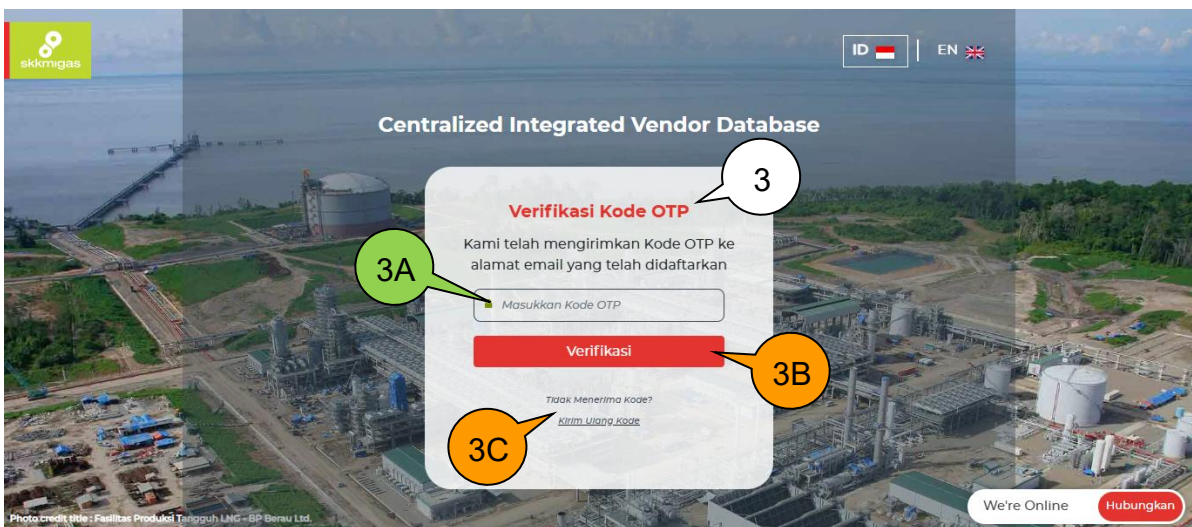 skkmigas
ID
EN
Centralized Integrated Vendor Database
3
Verifikasi Kode OTP
Kami telah mengirimkan Kode OTP ke
alamat email yang telah didaftarkan
3A
Masukkan Kode OTP
Verifikasi
3B
Tidak Menerima Kode?
Kirim Ulang Kode
3C
We're Online
Hubungkan
Photo credit title : Fasilitas Produksi Tangguh LNG - BP Berau Ltd.